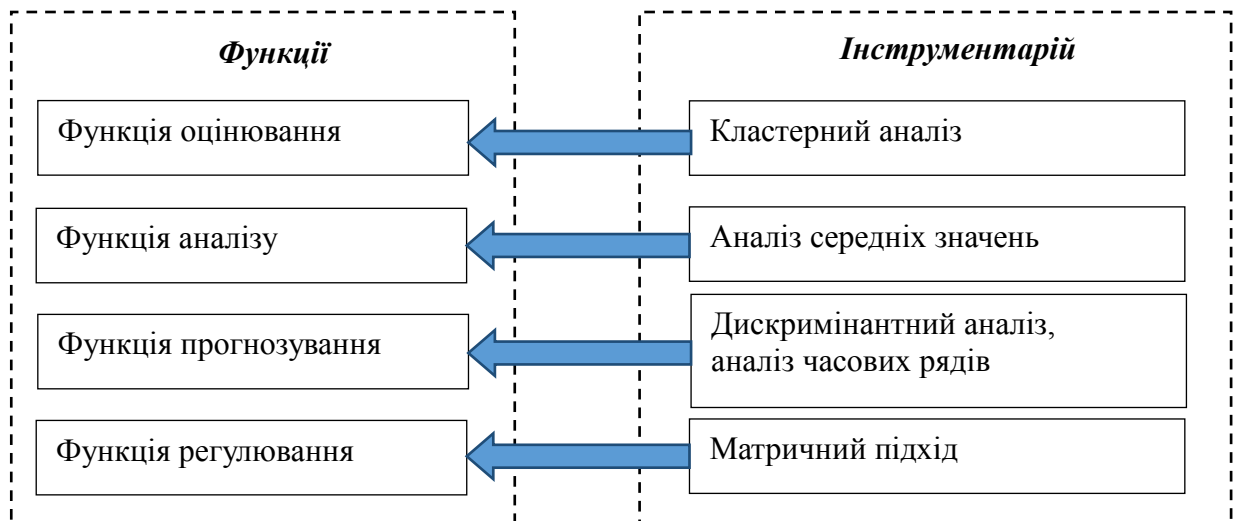 Функції
Інструментарій
Функція оцінювання
Кластерний аналіз
Функція аналізу
Аналіз середніх значень
Функція прогнозування
Дискримінантний аналіз,
аналіз часових рядів
Функція регулювання
Матричний підхід